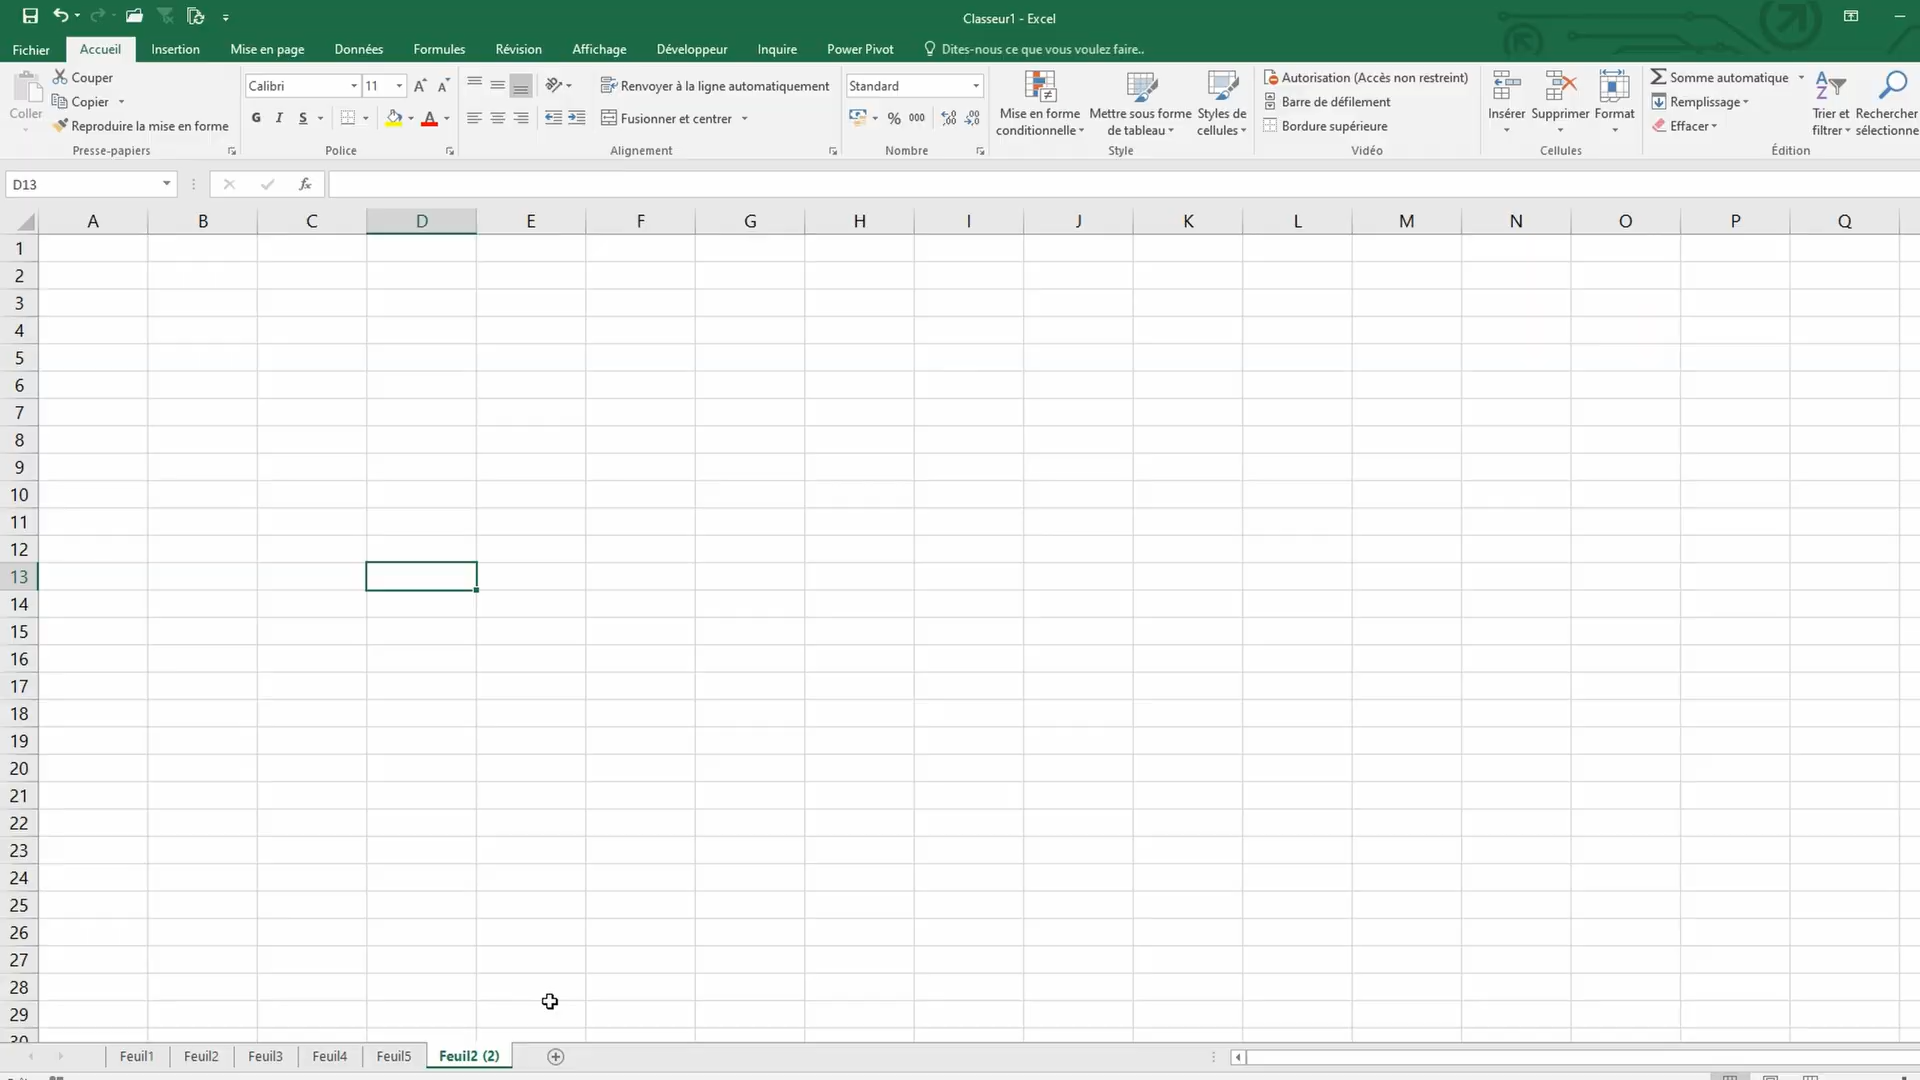 Classeur1 - Excel
Fichier Accueil Insertion Mise en page Données Formules Révision Affichage Développeur Inquire Power Pivot Dites-nous ce que vous voulez faire..
Coller
Couper
Copier
Reproduire la mise en forme
Presse-papiers
Calibri 11
G I S
Police
Renvoyer à la ligne automatiquement
Fusionner et centrer
Alignement
Standard
% 000
Nombre
Mise en forme conditionnelle
Mettre sous forme de tableau
Styles de cellules
Style
Autorisation (Accès non restreint)
Barre de défilement
Bordure supérieure
Vidéo
Insérer Supprimer Format
Cellules
Somme automatique
Remplissage
Effacer
Trier et filtrer
Rechercher sélectionne
Édition
D13 fx
A B C D E F G H I J K L M N O P Q
1
2
3
4
5
6
7
8
9
10
11
12
13
14
15
16
17
18
19
20
21
22
23
24
25
26
27
28
29
30
Feuil1 Feuil2 Feuil3 Feuil4 Feuil5 Feuil2 (2)